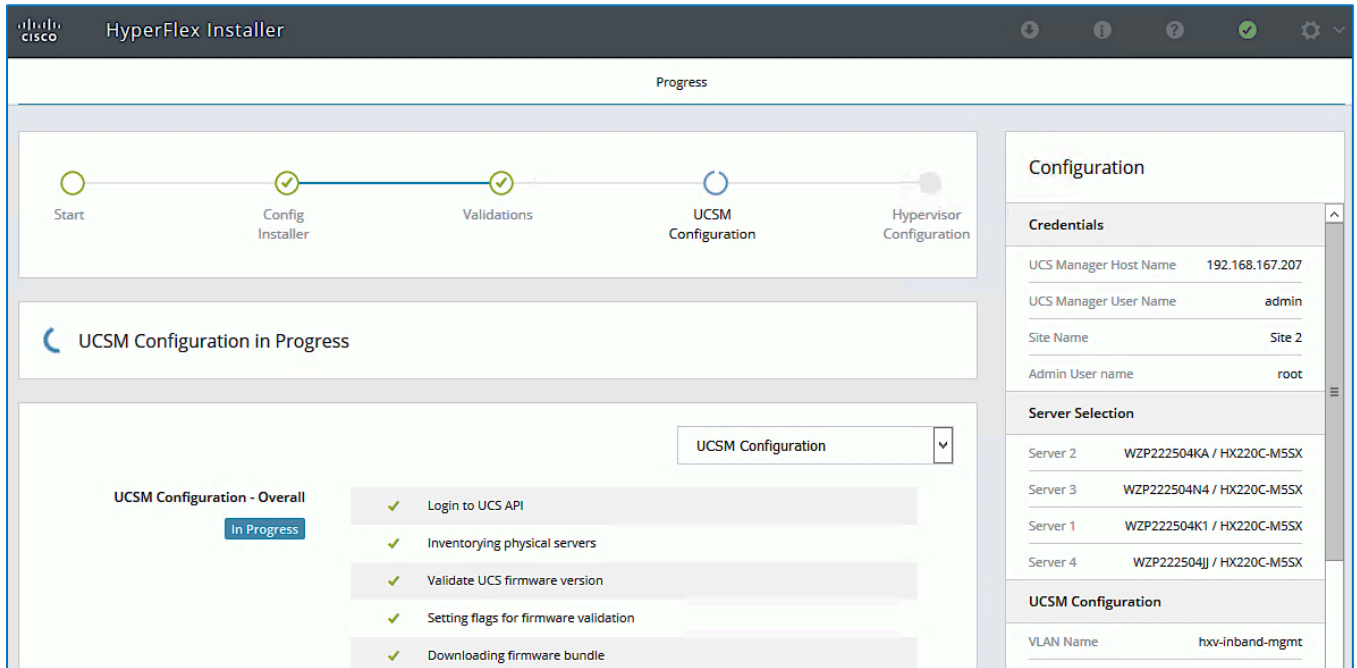 CISCO
HyperFlex Installer
Progress
Start
Config
Installer
Validations
UCSM
Configuration
Hypervisor
Configuration
UCSM Configuration in Progress
UCSM Configuration
UCSM Configuration - Overall
In Progress
Login to UCS API
Inventorying physical servers
Validate UCS firmware version
Setting flags for firmware validation
Downloading firmware bundle
Configuration
Credentials
UCS Manager Host Name 192.168.167.207
UCS Manager User Name admin
Site Name Site 2
Admin User name root
Server Selection
Server 2 WZP222504KA / HX220C-M5SX
Server 3 WZP222504N4 / HX220C-M5SX
Server 1 WZP222504K1 / HX220C-M5SX
Server 4 WZP222504JJ / HX220C-M5SX
UCSM Configuration
VLAN Name hxv-inband-mgmt